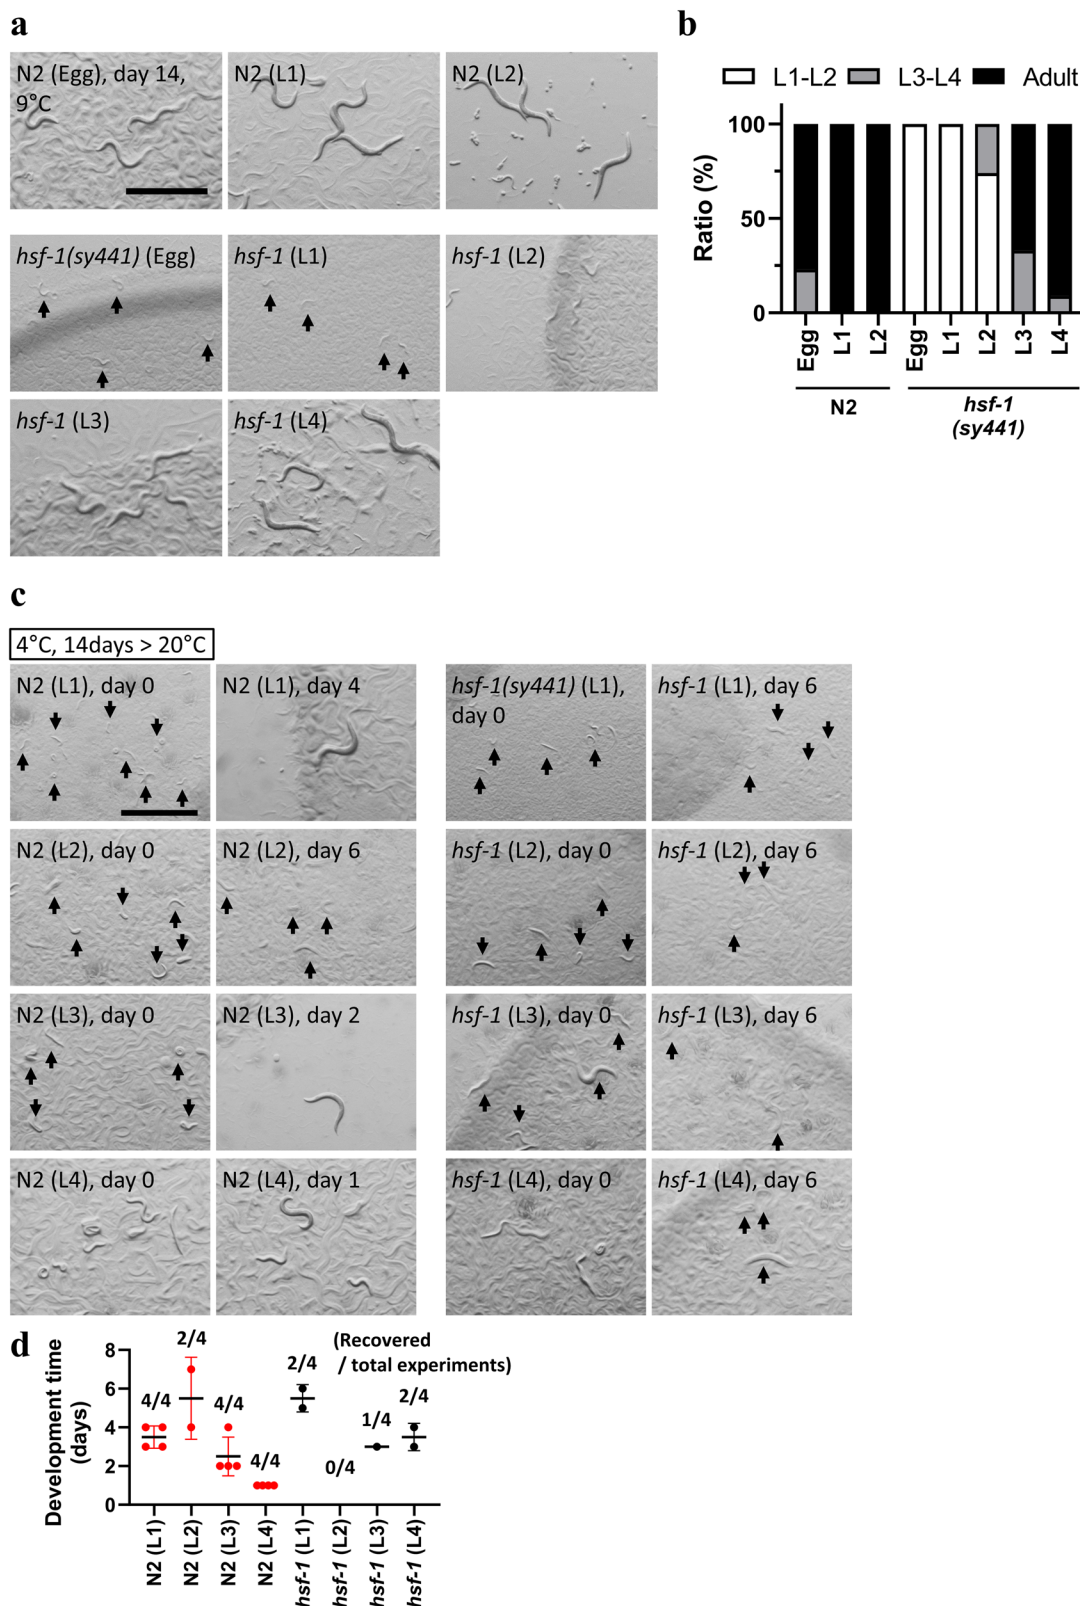 a
N2 (Egg), day 14,
9°C
N2 (L1)
N2 (L2)
hsf-1(sy441) (Egg)
hsf-1 (L1)
hsf-1 (L2)
hsf-1 (L3)
hsf-1 (L4)
b
L1-L2 L3-L4 Adult
Ratio (%)
100
50
0
Egg L1 L2 Egg L1 L2 L3 L4
N2
hsf-1
(sy441)
c
4°C, 14days > 20°C
N2 (L1), day 0
N2 (L1), day 4
hsf-1(sy441) (L1),
day 0
hsf-1 (L1), day 6
N2 (L2), day 0
N2 (L2), day 6
hsf-1 (L2), day 0
hsf-1 (L2), day 6
N2 (L3), day 0
N2 (L3), day 2
hsf-1 (L3), day 0
hsf-1 (L3), day 6
N2 (L4), day 0
N2 (L4), day 1
hsf-1 (L4), day 0
hsf-1 (L4), day 6
d
Development time
(days)
8
6
4
2
0
(Recovered
/ total experiments)
4/4
2/4
4/4
4/4
2/4
0/4
1/4
2/4
N2 (L1)
N2 (L2)
N2 (L3)
N2 (L4)
hsf-1 (L1)
hsf-1 (L2)
hsf-1 (L3)
hsf-1 (L4)